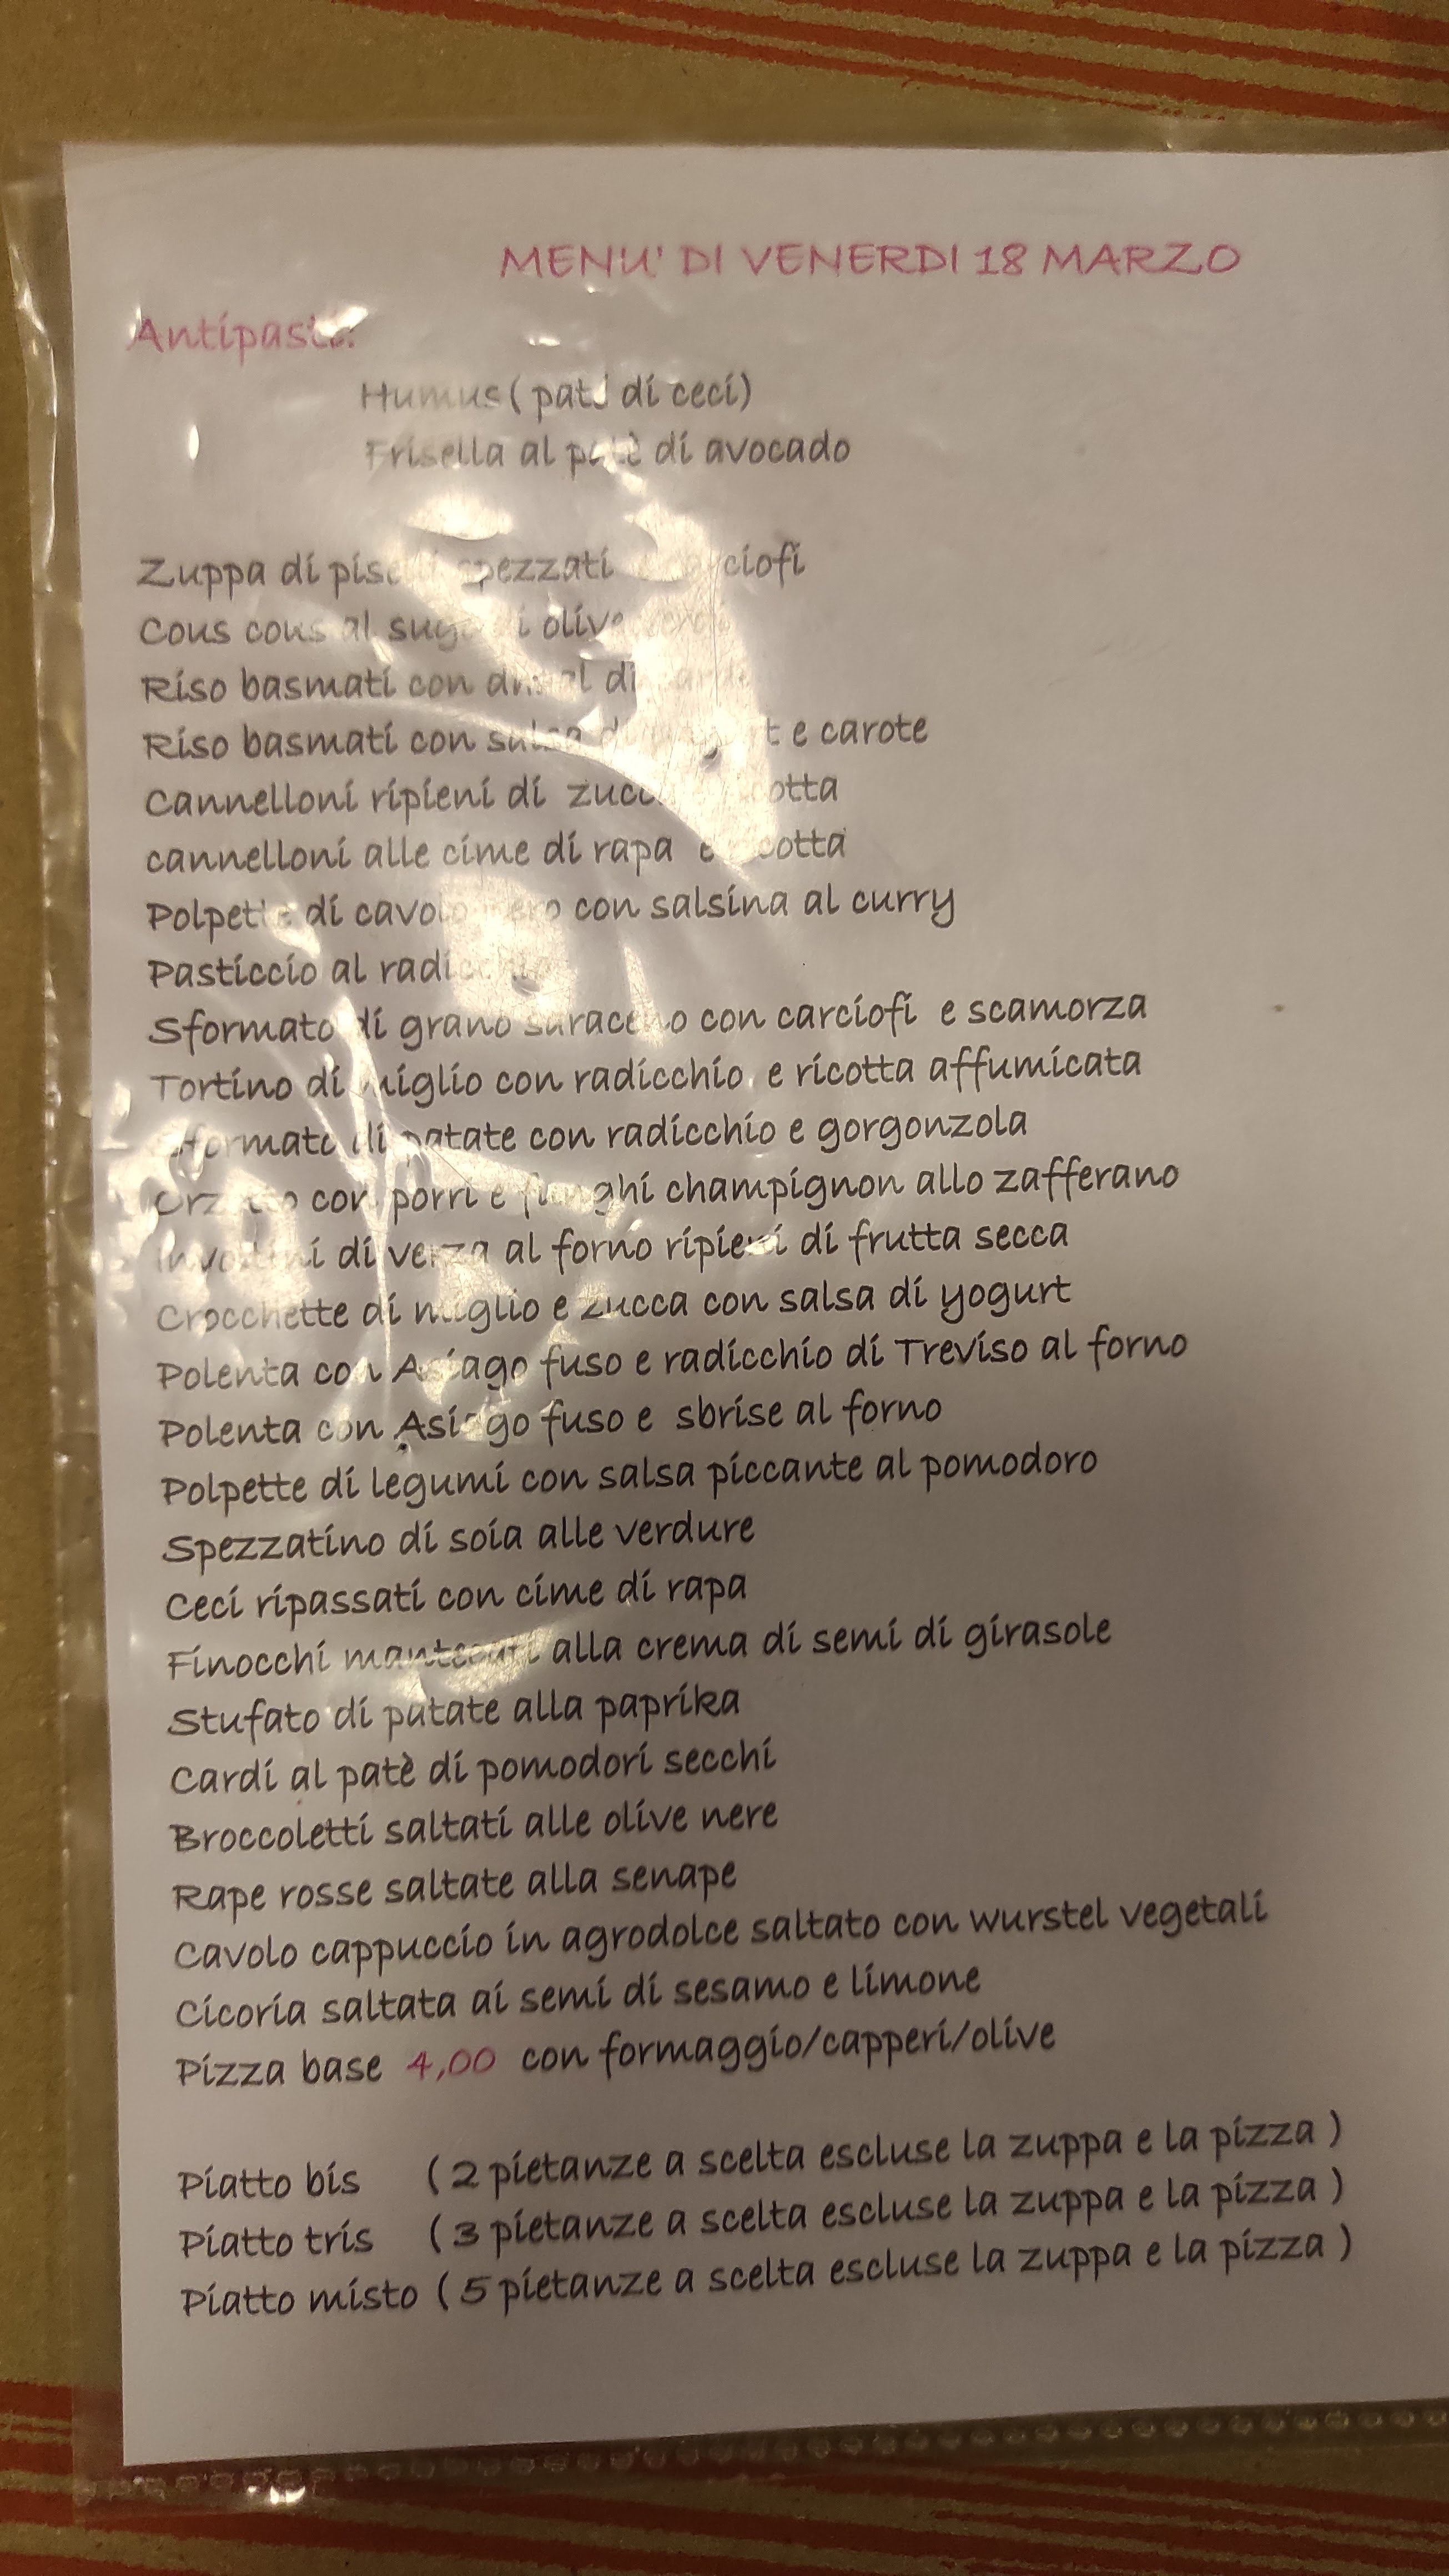 MENU' DI VENERDI 18 MARZO
Antipasti:
Humus ( patè di ceci)
Frisella al patè di avocado
Zuppa di piselli spezzati e carciofi
Cous cous al sugo di olive
Riso basmati con di
Riso basmati con salsa di yogurt e carote
Cannelloni ripieni di zucca e ricotta
cannelloni alle cime di rapa e ricotta
Polpette di cavolo nero con salsina al curry
Pasticcio al radicchio
Sformato di grano saraceno con carciofi e scamorza
Tortino di miglio con radicchio e ricotta affumicata
Sformato di patate con radicchio e gorgonzola
Orzotto con porri e funghi champignon allo zafferano
Involtini di verza al forno ripieni di frutta secca
Crocchette di miglio e zucca con salsa di yogurt
Polenta con Asiago fuso e radicchio di Treviso al forno
Polenta con Asiago fuso e sbrise al forno
Polpette di legumi con salsa piccante al pomodoro
Spezzatino di soia alle verdure
Ceci ripassati con cime di rapa
Finocchi mantecati alla crema di semi di girasole
Stufato di patate alla paprika
Cardi al patè di pomodori secchi
Broccoletti saltati alle olive nere
Rape rosse saltate alla senape
Cavolo cappuccio in agrodolce saltato con wurstel vegetali
Cicoria saltata ai semi di sesamo e limone
Pizza base 4,00 con formaggio/capperi/olive
Piatto bis ( 2 pietanze a scelta escluse la zuppa e la pizza )
Piatto tris ( 3 pietanze a scelta escluse la zuppa e la pizza )
Piatto misto ( 5 pietanze a scelta escluse la zuppa e la pizza )